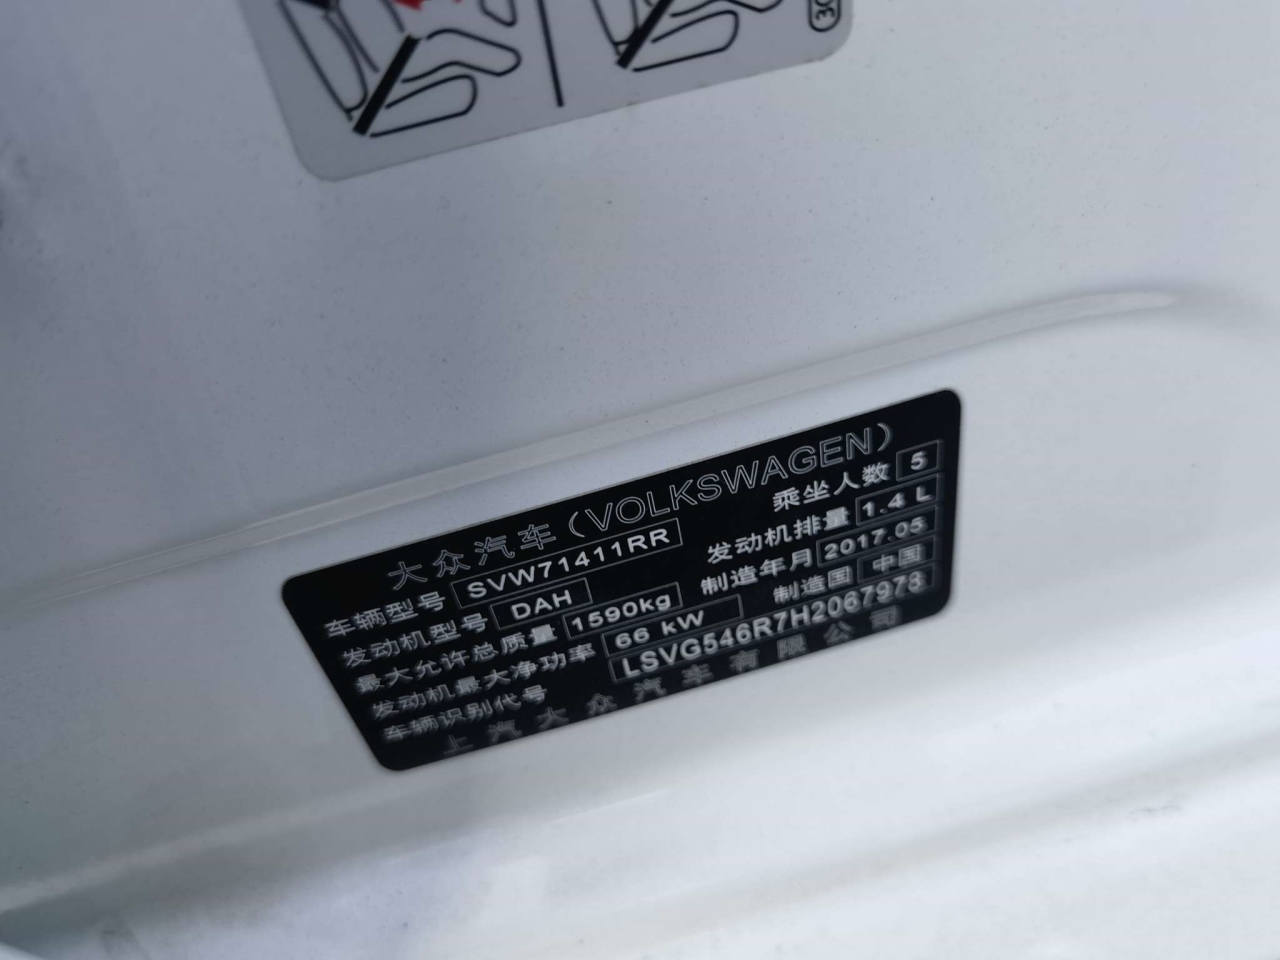 30
大众汽车(VOLKSWAGEN)
车辆型号 SVW71411RR 乘坐人数 5
发动机型号 DAH 发动机排量 1.4 L
最大允许总质量 1590kg 制造年月 2017.05
发动机最大净功率 66 kW 制造国 中国
车辆识别代号 LSVG546R7H2067978
上汽大众汽车有限公司